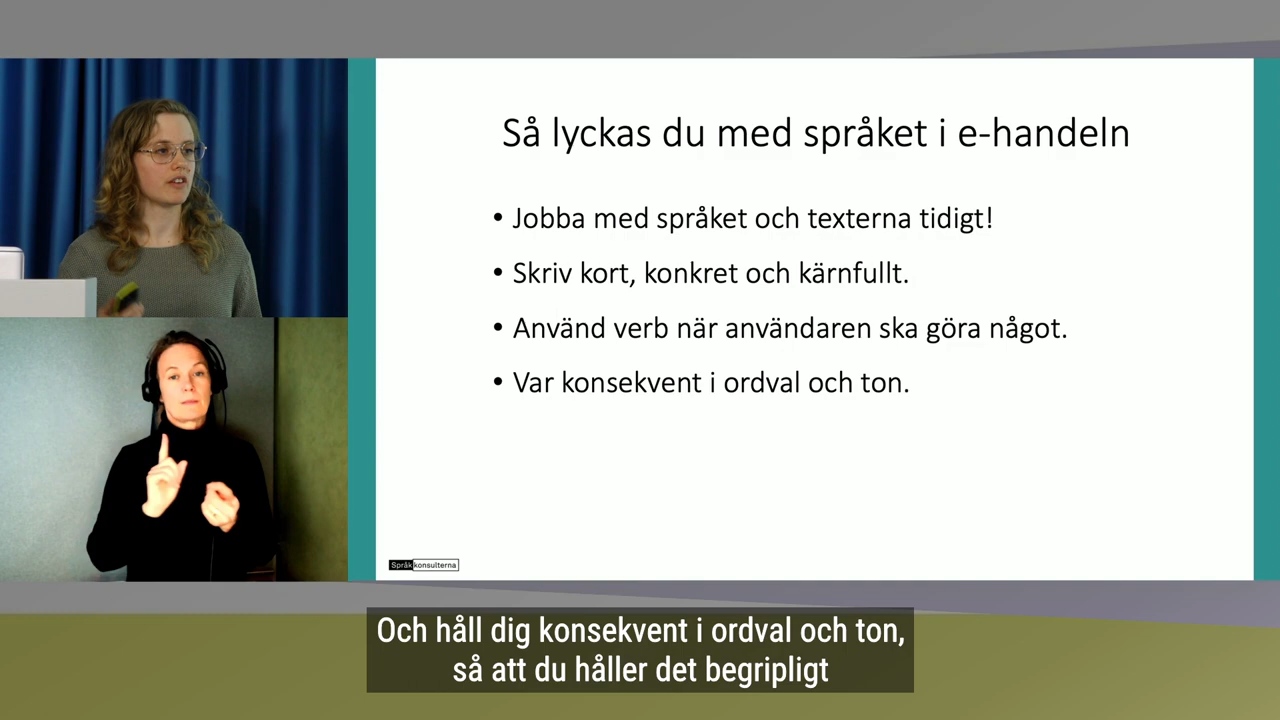 Så lyckas du med språket i e-handeln
• Jobba med språket och texterna tidigt!
• Skriv kort, konkret och kärnfullt.
• Använd verb när användaren ska göra något.
• Var konsekvent i ordval och ton.
Språkkonsulterna
Och håll dig konsekvent i ordval och ton,
så att du håller det begripligt